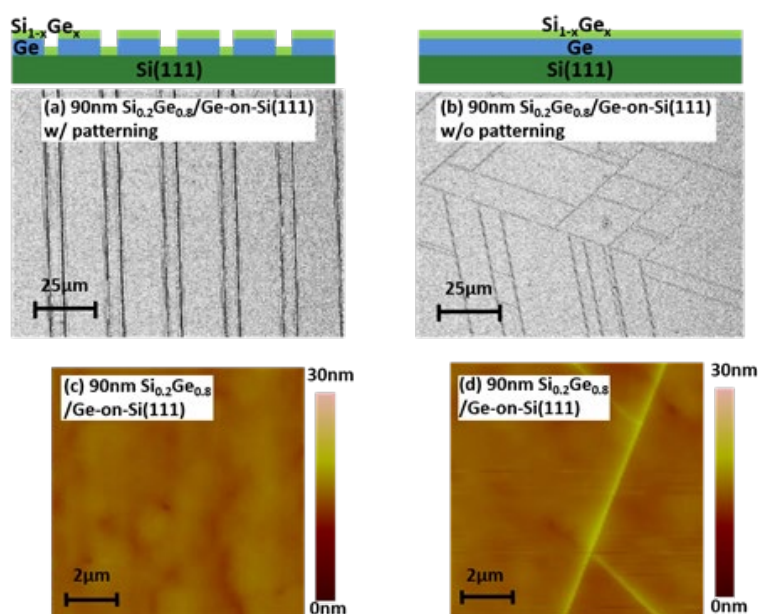 Si₁₋ₓGeₓ
Ge
Si(111)
Ge
Si(111)
Si₁₋ₓGeₓ
(a) 90nm Si₀.₂Ge₀.₈/Ge-on-Si(111)
w/ patterning
25μm
(b) 90nm Si₀.₂Ge₀.₈/Ge-on-Si(111)
w/o patterning
25μm
(c) 90nm Si₀.₂Ge₀.₈
/Ge-on-Si(111)
2μm
30nm
0nm
(d) 90nm Si₀.₂Ge₀.₈
/Ge-on-Si(111)
2μm
30nm
0nm